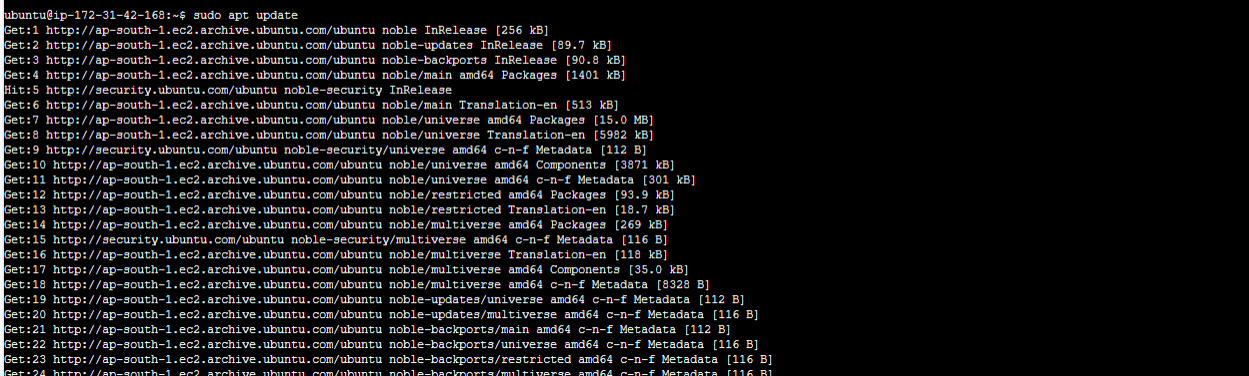 ubuntu@ip-172-31-42-168:~$ sudo apt update
Get:1 http://ap-south-1.ec2.archive.ubuntu.com/ubuntu noble InRelease [256 kB]
Get:2 http://ap-south-1.ec2.archive.ubuntu.com/ubuntu noble-updates InRelease [89.7 kB]
Get:3 http://ap-south-1.ec2.archive.ubuntu.com/ubuntu noble-backports InRelease [90.8 kB]
Get:4 http://ap-south-1.ec2.archive.ubuntu.com/ubuntu noble/main amd64 Packages [1401 kB]
Hit:5 http://security.ubuntu.com/ubuntu noble-security InRelease
Get:6 http://ap-south-1.ec2.archive.ubuntu.com/ubuntu noble/main Translation-en [513 kB]
Get:7 http://ap-south-1.ec2.archive.ubuntu.com/ubuntu noble/universe amd64 Packages [15.0 MB]
Get:8 http://ap-south-1.ec2.archive.ubuntu.com/ubuntu noble/universe Translation-en [5982 kB]
Get:9 http://security.ubuntu.com/ubuntu noble-security/universe amd64 c-n-f Metadata [112 B]
Get:10 http://ap-south-1.ec2.archive.ubuntu.com/ubuntu noble/universe amd64 Components [3871 kB]
Get:11 http://ap-south-1.ec2.archive.ubuntu.com/ubuntu noble/universe amd64 c-n-f Metadata [301 kB]
Get:12 http://ap-south-1.ec2.archive.ubuntu.com/ubuntu noble/restricted amd64 Packages [93.9 kB]
Get:13 http://ap-south-1.ec2.archive.ubuntu.com/ubuntu noble/restricted Translation-en [18.7 kB]
Get:14 http://ap-south-1.ec2.archive.ubuntu.com/ubuntu noble/multiverse amd64 Packages [269 kB]
Get:15 http://security.ubuntu.com/ubuntu noble-security/multiverse amd64 c-n-f Metadata [116 B]
Get:16 http://ap-south-1.ec2.archive.ubuntu.com/ubuntu noble/multiverse Translation-en [118 kB]
Get:17 http://ap-south-1.ec2.archive.ubuntu.com/ubuntu noble/multiverse amd64 Components [35.0 kB]
Get:18 http://ap-south-1.ec2.archive.ubuntu.com/ubuntu noble/multiverse amd64 c-n-f Metadata [8328 B]
Get:19 http://ap-south-1.ec2.archive.ubuntu.com/ubuntu noble-updates/universe amd64 c-n-f Metadata [112 B]
Get:20 http://ap-south-1.ec2.archive.ubuntu.com/ubuntu noble-updates/multiverse amd64 c-n-f Metadata [116 B]
Get:21 http://ap-south-1.ec2.archive.ubuntu.com/ubuntu noble-backports/main amd64 c-n-f Metadata [112 B]
Get:22 http://ap-south-1.ec2.archive.ubuntu.com/ubuntu noble-backports/universe amd64 c-n-f Metadata [116 B]
Get:23 http://ap-south-1.ec2.archive.ubuntu.com/ubuntu noble-backports/restricted amd64 c-n-f Metadata [116 B]
Get:24 http://ap-south-1.ec2.archive.ubuntu.com/ubuntu noble-backports/multiverse amd64 c-n-f Metadata [116 B]